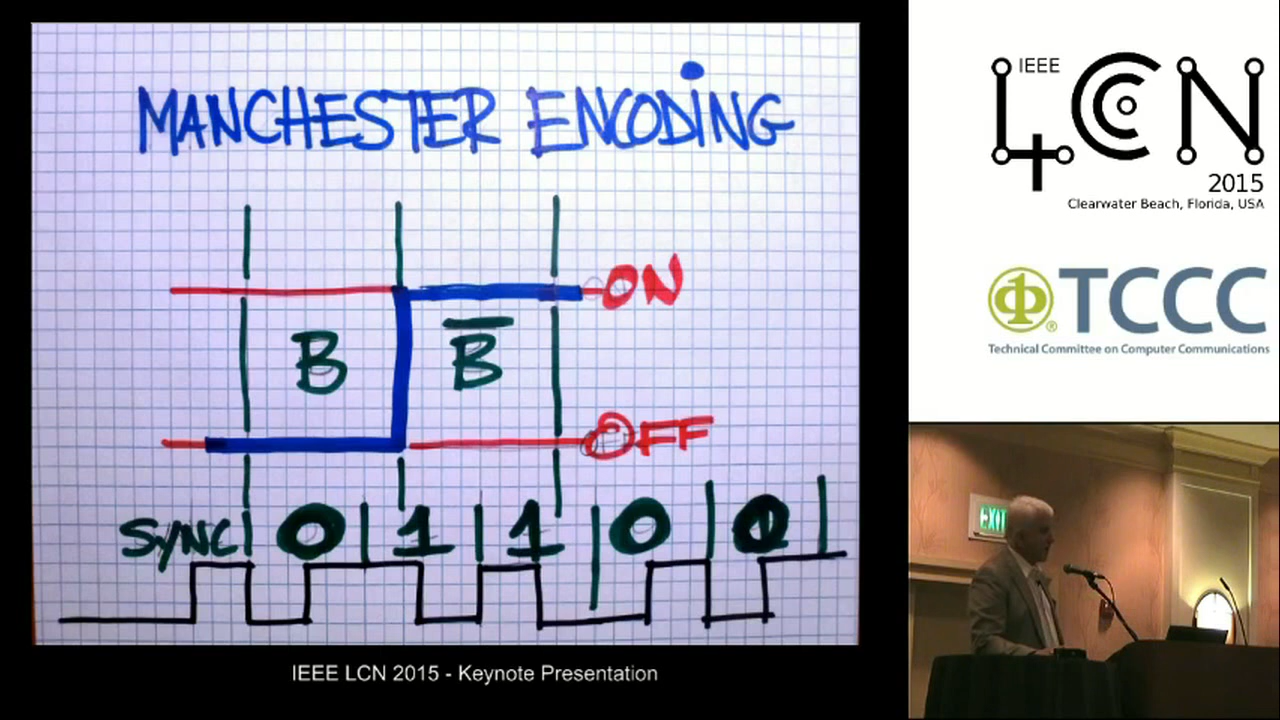 MANCHESTER ENCODING
ON
B B̅
OFF
SYNC| 0 | 1 | 1 | 0 | 0 |
IEEE LCN 2015 - Keynote Presentation
IEEE
LCN
2015
Clearwater Beach, Florida, USA
TCCC
Technical Committee on Computer Communications
EXIT